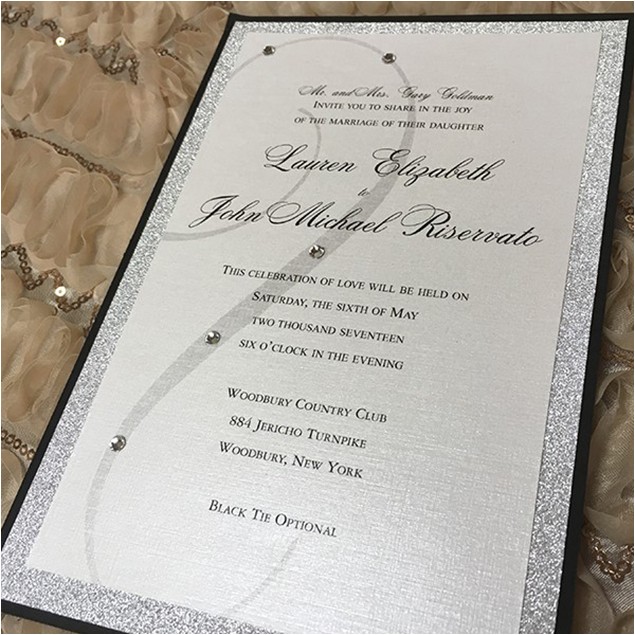 Mr. and Mrs. Gary Goldman
Invite you to share in the joy
of the marriage of their daughter
Lauren Elizabeth
to
John Michael Riservato
This celebration of love will be held on
Saturday, the sixth of May
two thousand seventeen
six o'clock in the evening
Woodbury Country Club
884 Jericho Turnpike
Woodbury, New York
Black Tie Optional